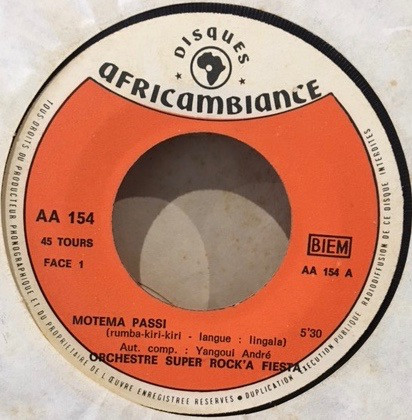 DISQUES
AFRICAMBIANCE
AA 154
45 TOURS
FACE 1
BIEM
AA 154 A
MOTEMA PASSI
(rumba-kiri-kiri - langue : lingala)
5'30
Aut. comp. : Yangoui André
ORCHESTRE SUPER ROCK'A FIESTA
TOUS DROITS DU PRODUCTEUR PHONOGRAPHIQUE ET DU PROPRIETAIRE DE L'ŒUVRE ENREGISTREE RESERVES ● DUPLICATION EXECUTION PUBLIQUE RADIODIFFUSION DE CE DISQUE INTERDITES